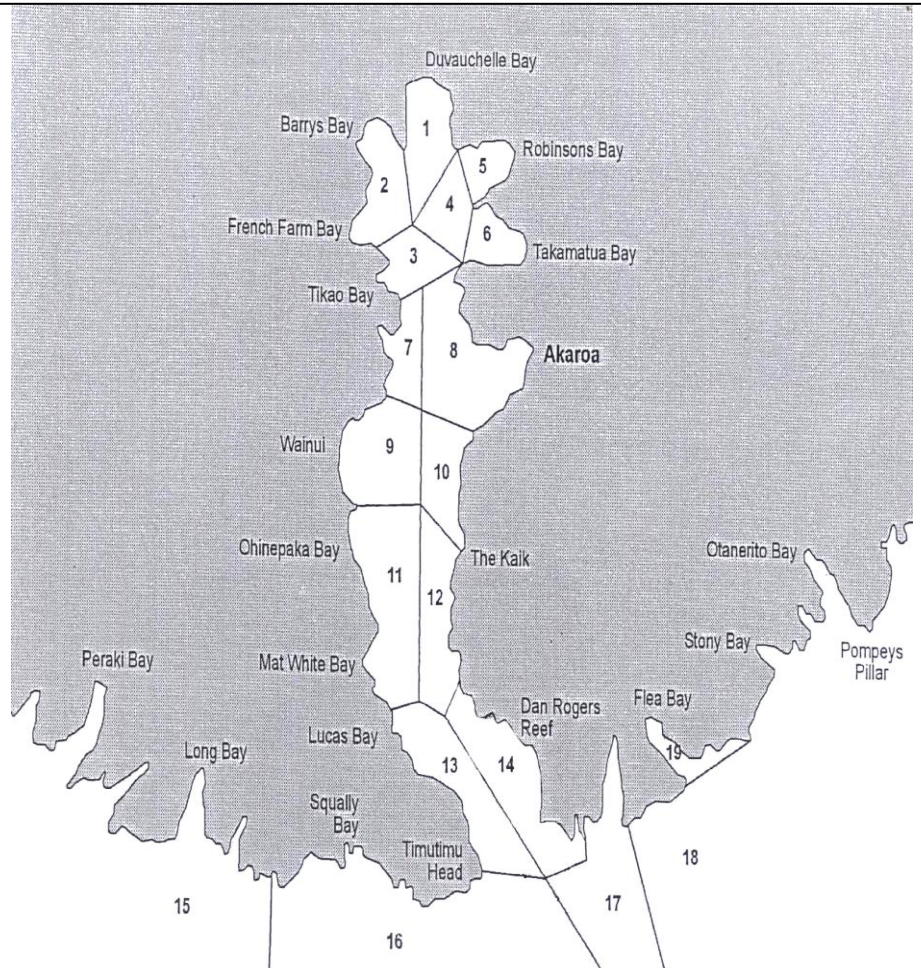 Duvauchelle Bay
Barrys Bay
1
Robinsons Bay
5
2
4
French Farm Bay
6
3
Takamatua Bay
Tikao Bay
7
8
Akaroa
Wainui
9
10
Ohinepaka Bay
The Kaik
Otanerito Bay
11
12
Stony Bay
Peraki Bay
Mat White Bay
Pompeys
Pillar
Flea Bay
Dan Rogers
Reef
Lucas Bay
Long Bay
13
14
19
Squally
Bay
Timutimu
Head
18
15
17
16